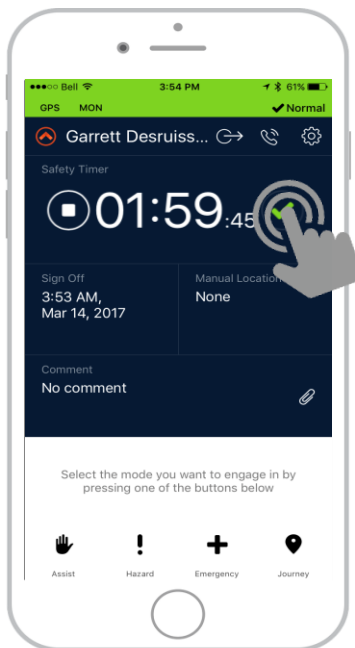 Bell 3:54 PM 61%
GPS MON Normal
Garrett Desruiss...
Safety Timer
01:59:45
Sign Off Manual Location
3:53 AM, None
Mar 14, 2017
Comment
No comment
Select the mode you want to engage in by
pressing one of the buttons below
Assist Hazard Emergency Journey